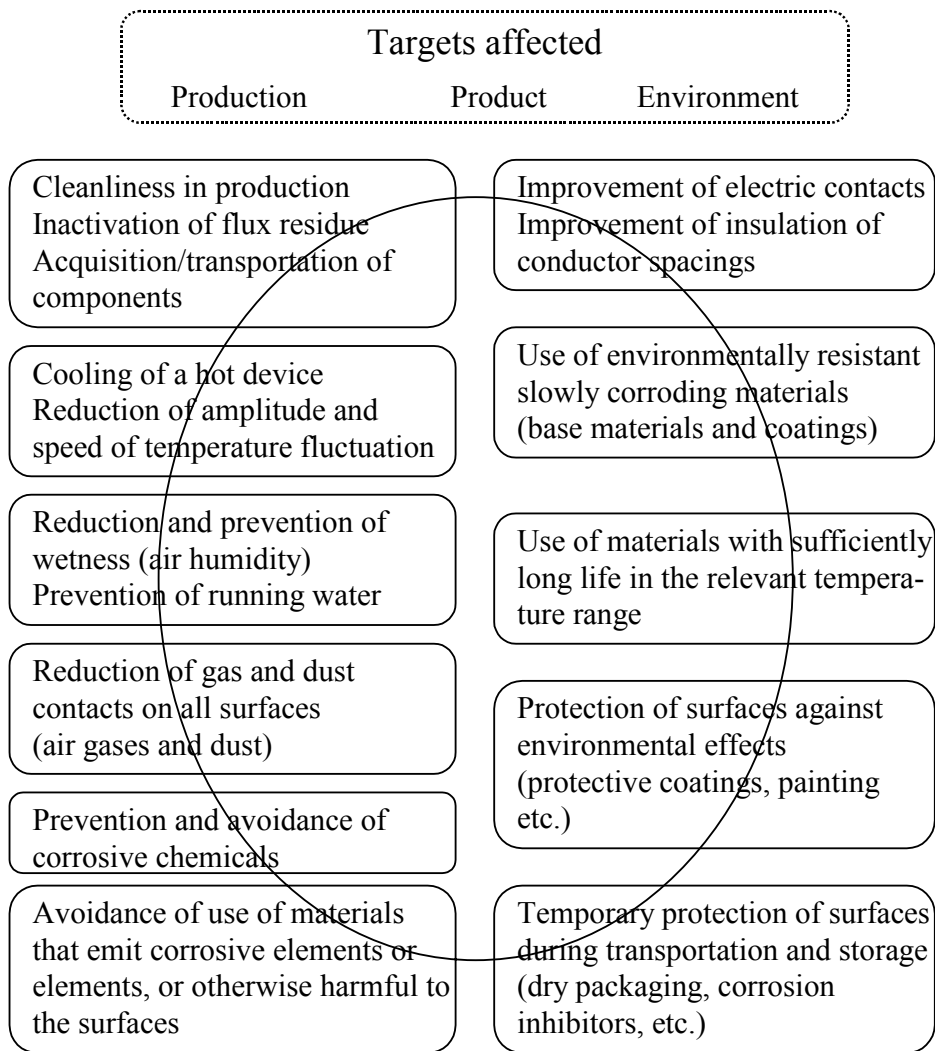 Targets affected
Production Product Environment
Cleanliness in production
Inactivation of flux residue
Acquisition/transportation of
components
Cooling of a hot device
Reduction of amplitude and
speed of temperature fluctuation
Reduction and prevention of
wetness (air humidity)
Prevention of running water
Reduction of gas and dust
contacts on all surfaces
(air gases and dust)
Prevention and avoidance of
corrosive chemicals
Avoidance of use of materials
that emit corrosive elements or
elements, or otherwise harmful to
the surfaces
Improvement of electric contacts
Improvement of insulation of
conductor spacings
Use of environmentally resistant
slowly corroding materials
(base materials and coatings)
Use of materials with sufficiently
long life in the relevant tempera-
ture range
Protection of surfaces against
environmental effects
(protective coatings, painting
etc.)
Temporary protection of surfaces
during transportation and storage
(dry packaging, corrosion
inhibitors, etc.)